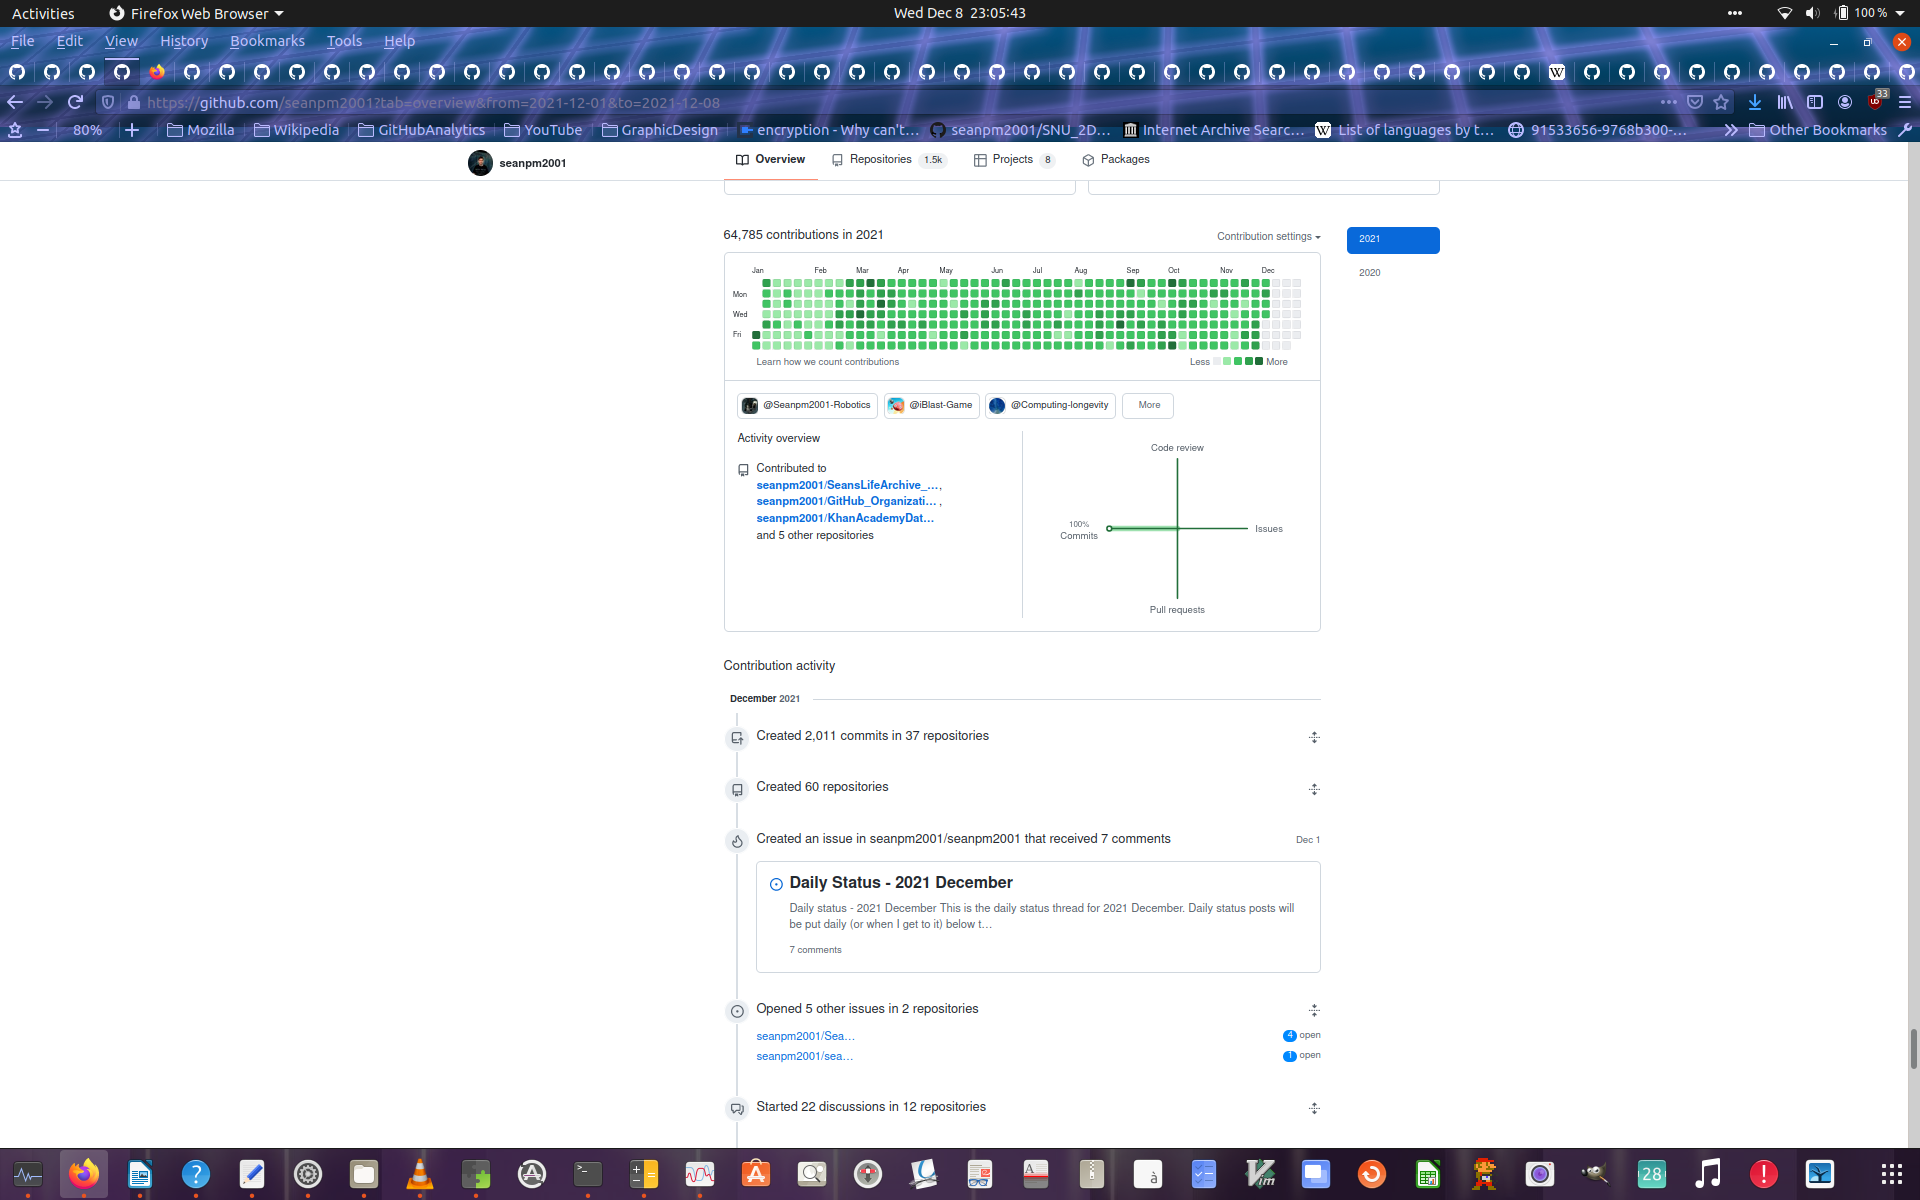 Activities
Firefox Web Browser
Wed Dec 8 23:05:43
100 %
File Edit View History Bookmarks Tools Help
https://github.com/seanpm2001?tab=overview&from=2021-12-01&to=2021-12-08
33
80%
Mozilla
Wikipedia
GitHubAnalytics
YouTube
GraphicDesign
encryption - Why can't…
seanpm2001/SNU_2D…
Internet Archive Searc…
List of languages by t…
91533656-9768b300-…
Other Bookmarks
seanpm2001
Overview
Repositories 1.5k
Projects 8
Packages
64,785 contributions in 2021
Contribution settings
2021
2020
Jan Feb Mar Apr May Jun Jul Aug Sep Oct Nov Dec
Mon
Wed
Fri
Learn how we count contributions
Less More
@Seanpm2001-Robotics
@iBlast-Game
@Computing-longevity
More
Activity overview
Contributed to
seanpm2001/SeansLifeArchive_… ,
seanpm2001/GitHub_Organizati… ,
seanpm2001/KhanAcademyDat…
and 5 other repositories
Code review
100%
Commits
Issues
Pull requests
Contribution activity
December 2021
Created 2,011 commits in 37 repositories
Created 60 repositories
Created an issue in seanpm2001/seanpm2001 that received 7 comments
Dec 1
Daily Status - 2021 December
Daily status - 2021 December This is the daily status thread for 2021 December. Daily status posts will
be put daily (or when I get to it) below t…
7 comments
Opened 5 other issues in 2 repositories
seanpm2001/Sea…
4 open
seanpm2001/sea…
1 open
Started 22 discussions in 12 repositories
28